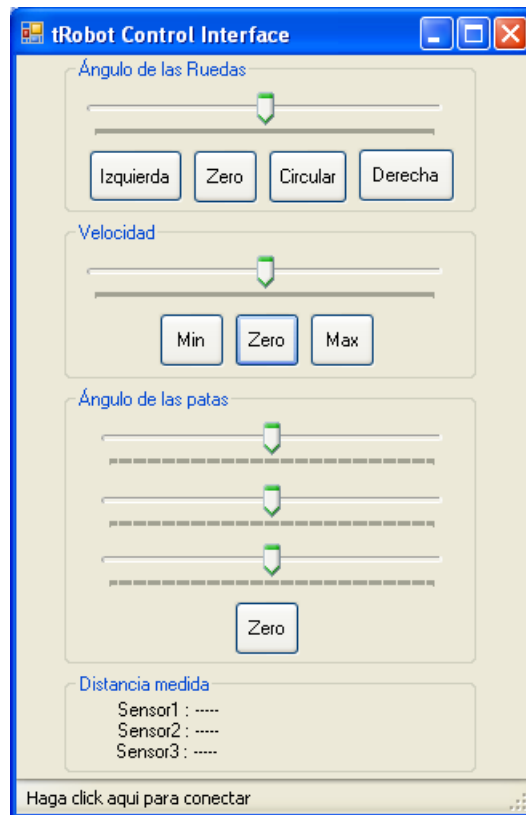 tRobot Control Interface
Ángulo de las Ruedas
Izquierda Zero Circular Derecha
Velocidad
Min Zero Max
Ángulo de las patas
Zero
Distancia medida
Sensor1 : -----
Sensor2 : -----
Sensor3 : -----
Haga click aqui para conectar